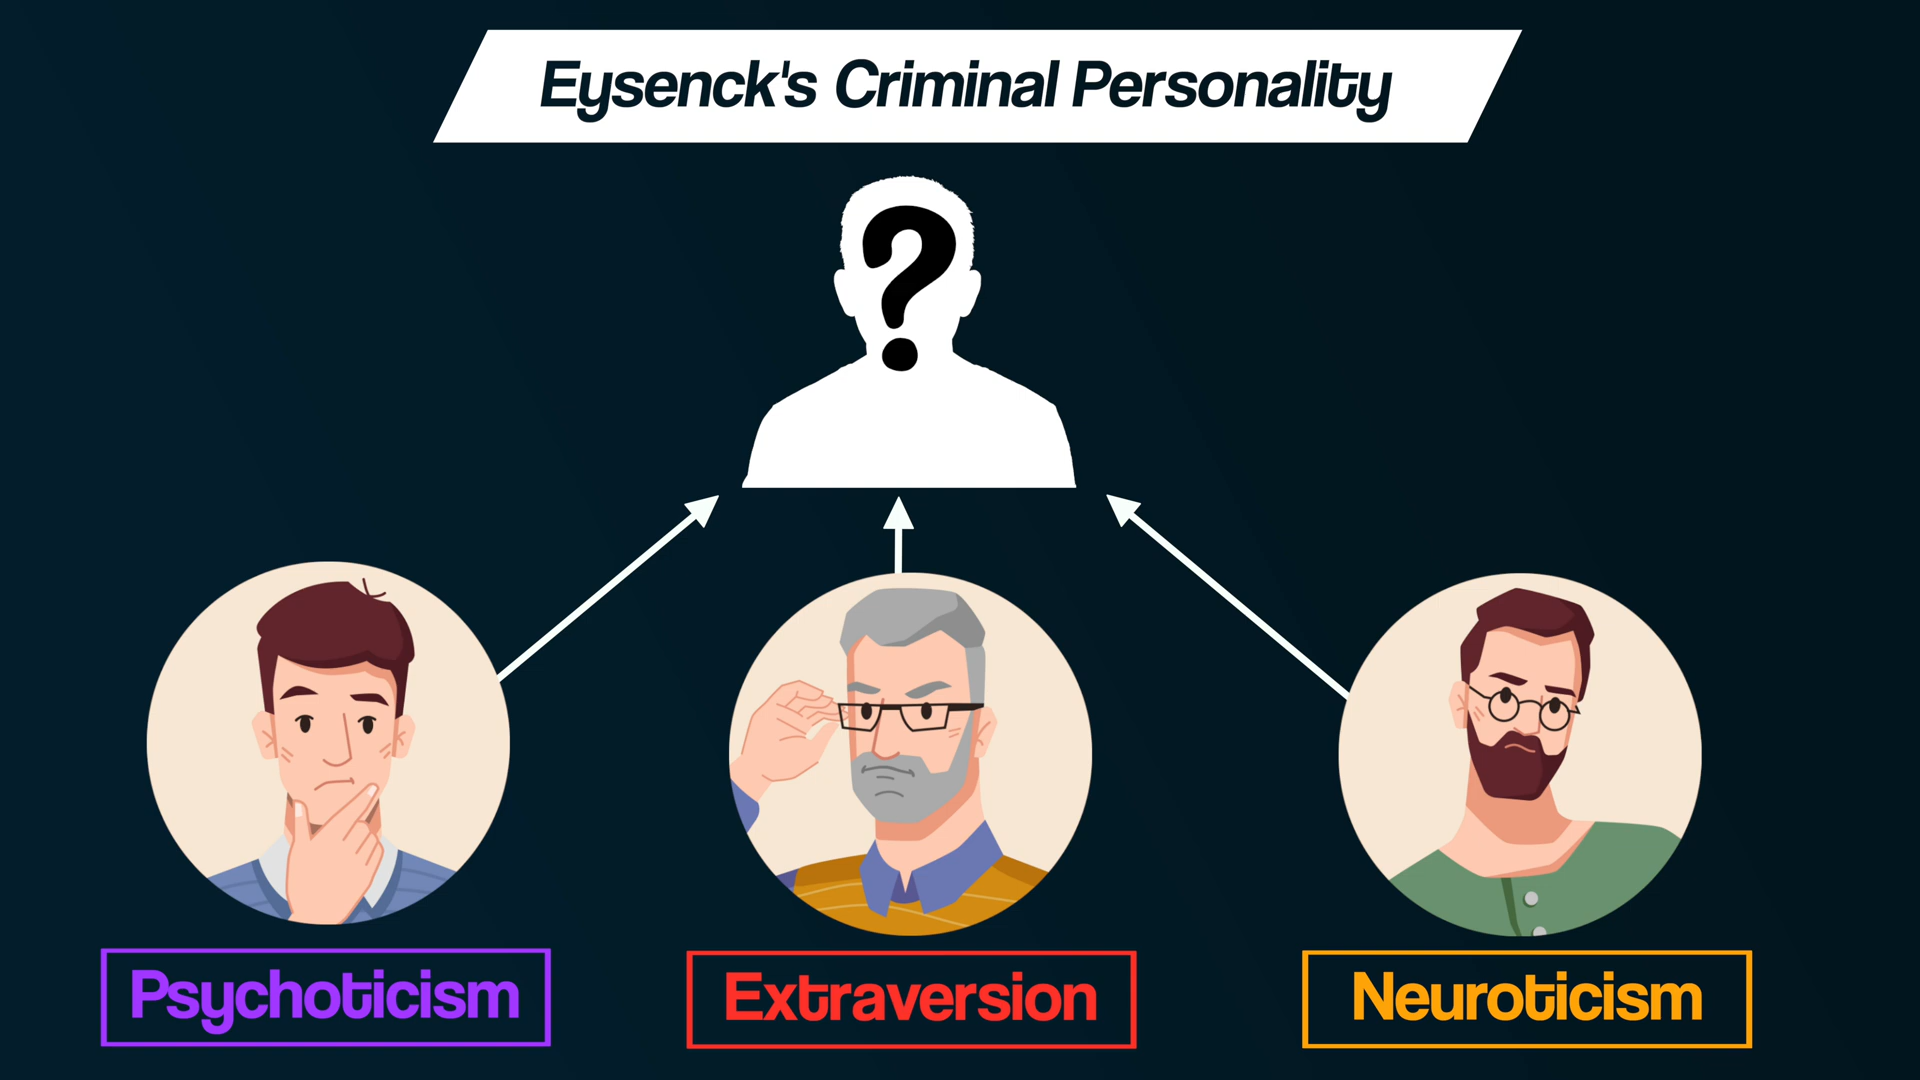 Eysenck's Criminal Personality
?
Psychoticism
Extraversion
Neuroticism